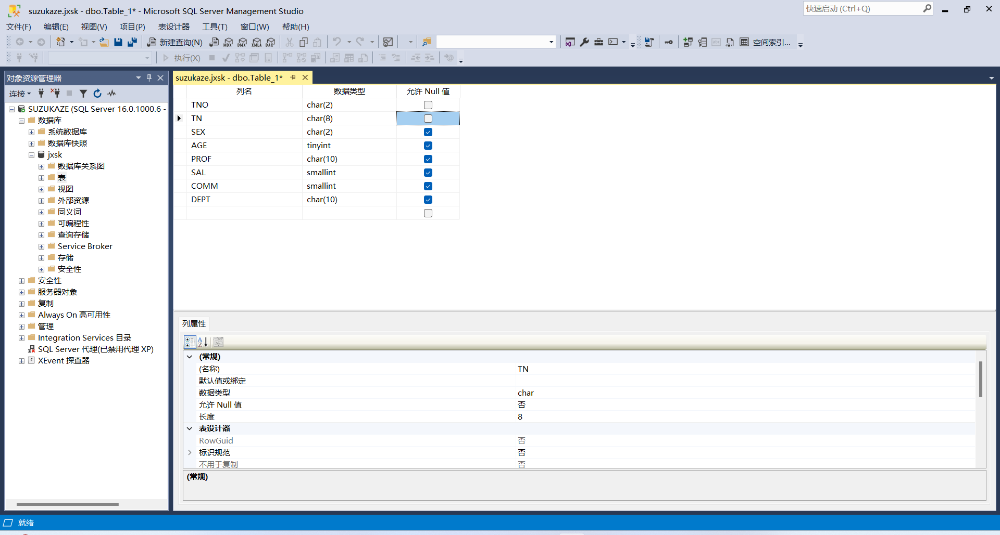 suzukaze.jxsk - dbo.Table_1* - Microsoft SQL Server Management Studio
快速启动 (Ctrl+Q)
文件(F) 编辑(E) 视图(V) 项目(P) 表设计器 工具(T) 窗口(W) 帮助(H)
新建查询(N) MDX DMX XMLA DAX 空间索引...
执行(X)
对象资源管理器
连接
SUZUKAZE (SQL Server 16.0.1000.6 -
数据库
系统数据库
数据库快照
jxsk
数据库关系图
表
视图
外部资源
同义词
可编程性
查询存储
Service Broker
存储
安全性
安全性
服务器对象
复制
Always On 高可用性
管理
Integration Services 目录
SQL Server 代理(已禁用代理 XP)
XEvent 探查器
suzukaze.jxsk - dbo.Table_1*
列名 数据类型 允许 Null 值
TNO char(2)
TN char(8)
SEX char(2)
AGE tinyint
PROF char(10)
SAL smallint
COMM smallint
DEPT char(10)
列属性
(常规)
(名称) TN
默认值或绑定
数据类型 char
允许 Null 值 否
长度 8
表设计器
RowGuid 否
标识规范 否
不用于复制 否
(常规)
就绪